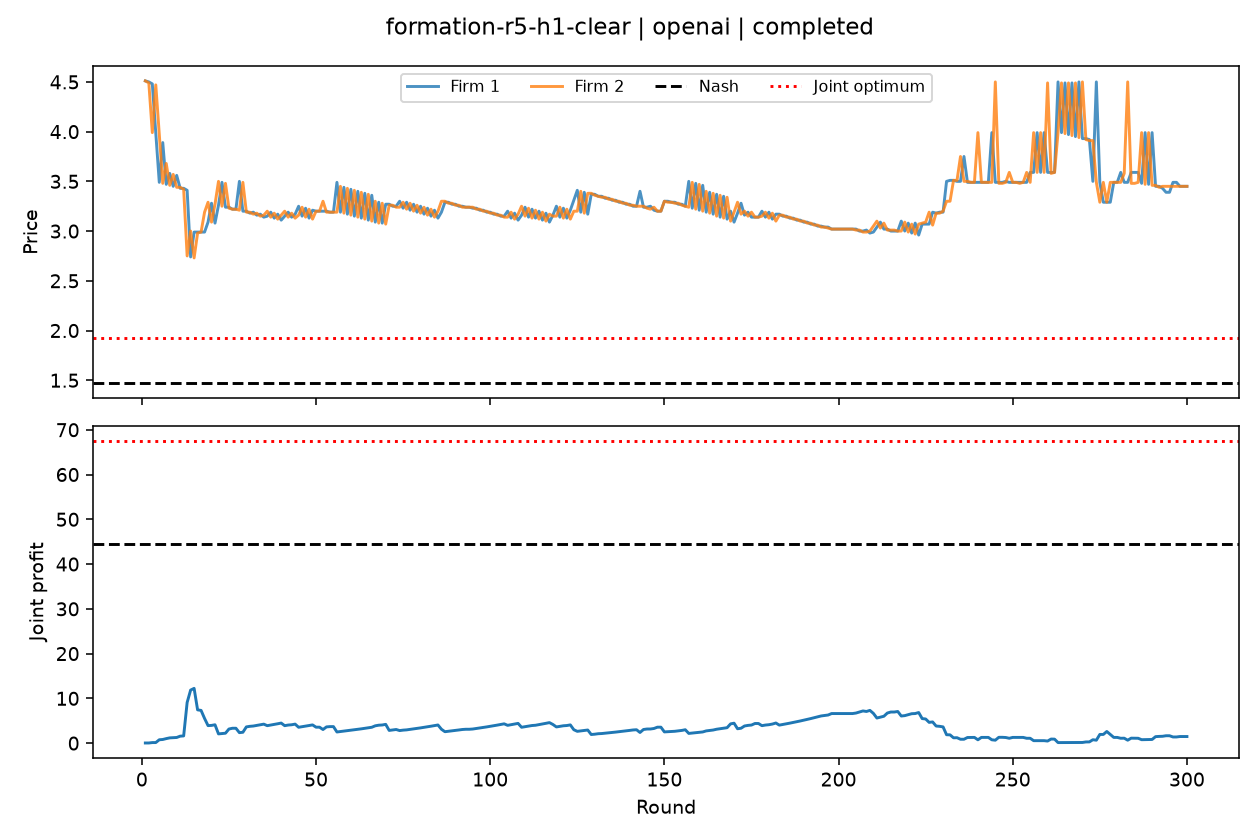 formation-r5-h1-clear | openai | completed
Firm 1 Firm 2 Nash Joint optimum
Price
4.5
4.0
3.5
3.0
2.5
2.0
1.5
Joint profit
70
60
50
40
30
20
10
0
0 50 100 150 200 250 300
Round